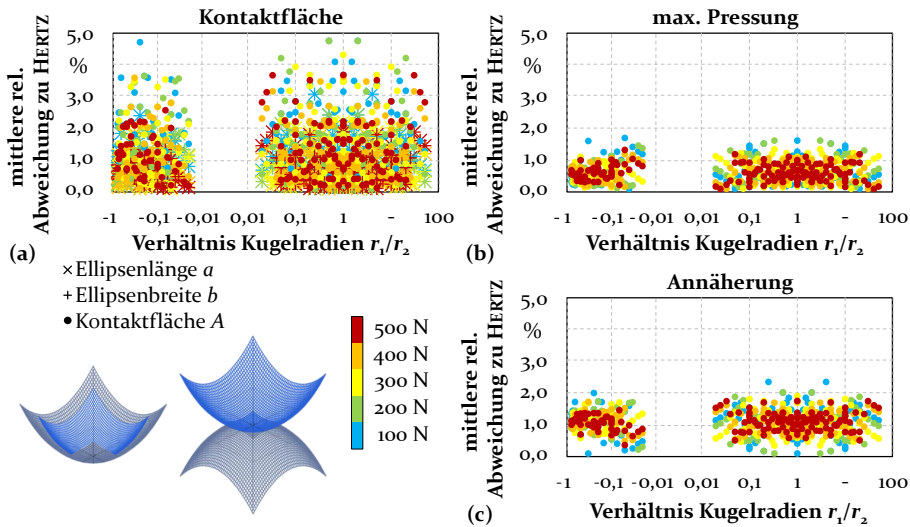 Kontaktfläche
mittlere rel.
Abweichung zu HERTZ
5,0
%
3,0
2,0
1,0
0,0
-1 -0,1 -0,01 0,01 0,1 1 - 100
Verhältnis Kugelradien r₁/r₂
(a)
max. Pressung
mittlere rel.
Abweichung zu HERTZ
5,0
%
3,0
2,0
1,0
0,0
-1 -0,1 -0,01 0,01 0,1 1 - 100
Verhältnis Kugelradien r₁/r₂
(b)
×Ellipsenlänge a
+Ellipsenbreite b
•Kontaktfläche A
500 N
400 N
300 N
200 N
100 N
Annäherung
mittlere rel.
Abweichung zu HERTZ
5,0
%
3,0
2,0
1,0
0,0
-1 -0,1 -0,01 0,01 0,1 1 - 100
Verhältnis Kugelradien r₁/r₂
(c)